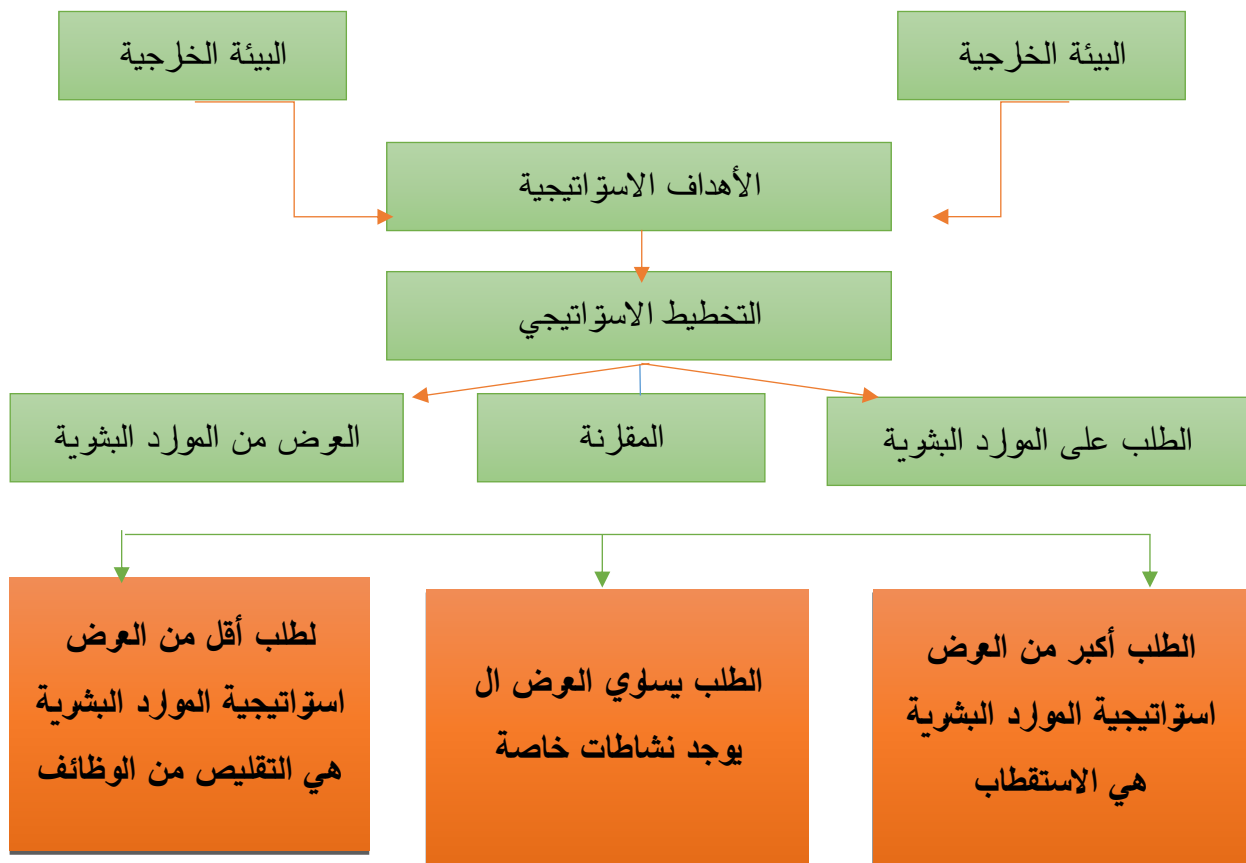 البيئة الخارجية
البيئة الخارجية
الأهداف الاستراتيجية
التخطيط الاستراتيجي
الطلب على الموارد البشرية
المقارنة
العرض من الموارد البشرية
الطلب أكبر من العرض
استراتيجية الموارد البشرية
هي الاستقطاب
الطلب يساوي العرض ال
يوجد نشاطات خاصة
لطلب أقل من العرض
استراتيجية الموارد البشرية
هي التقليص من الوظائف